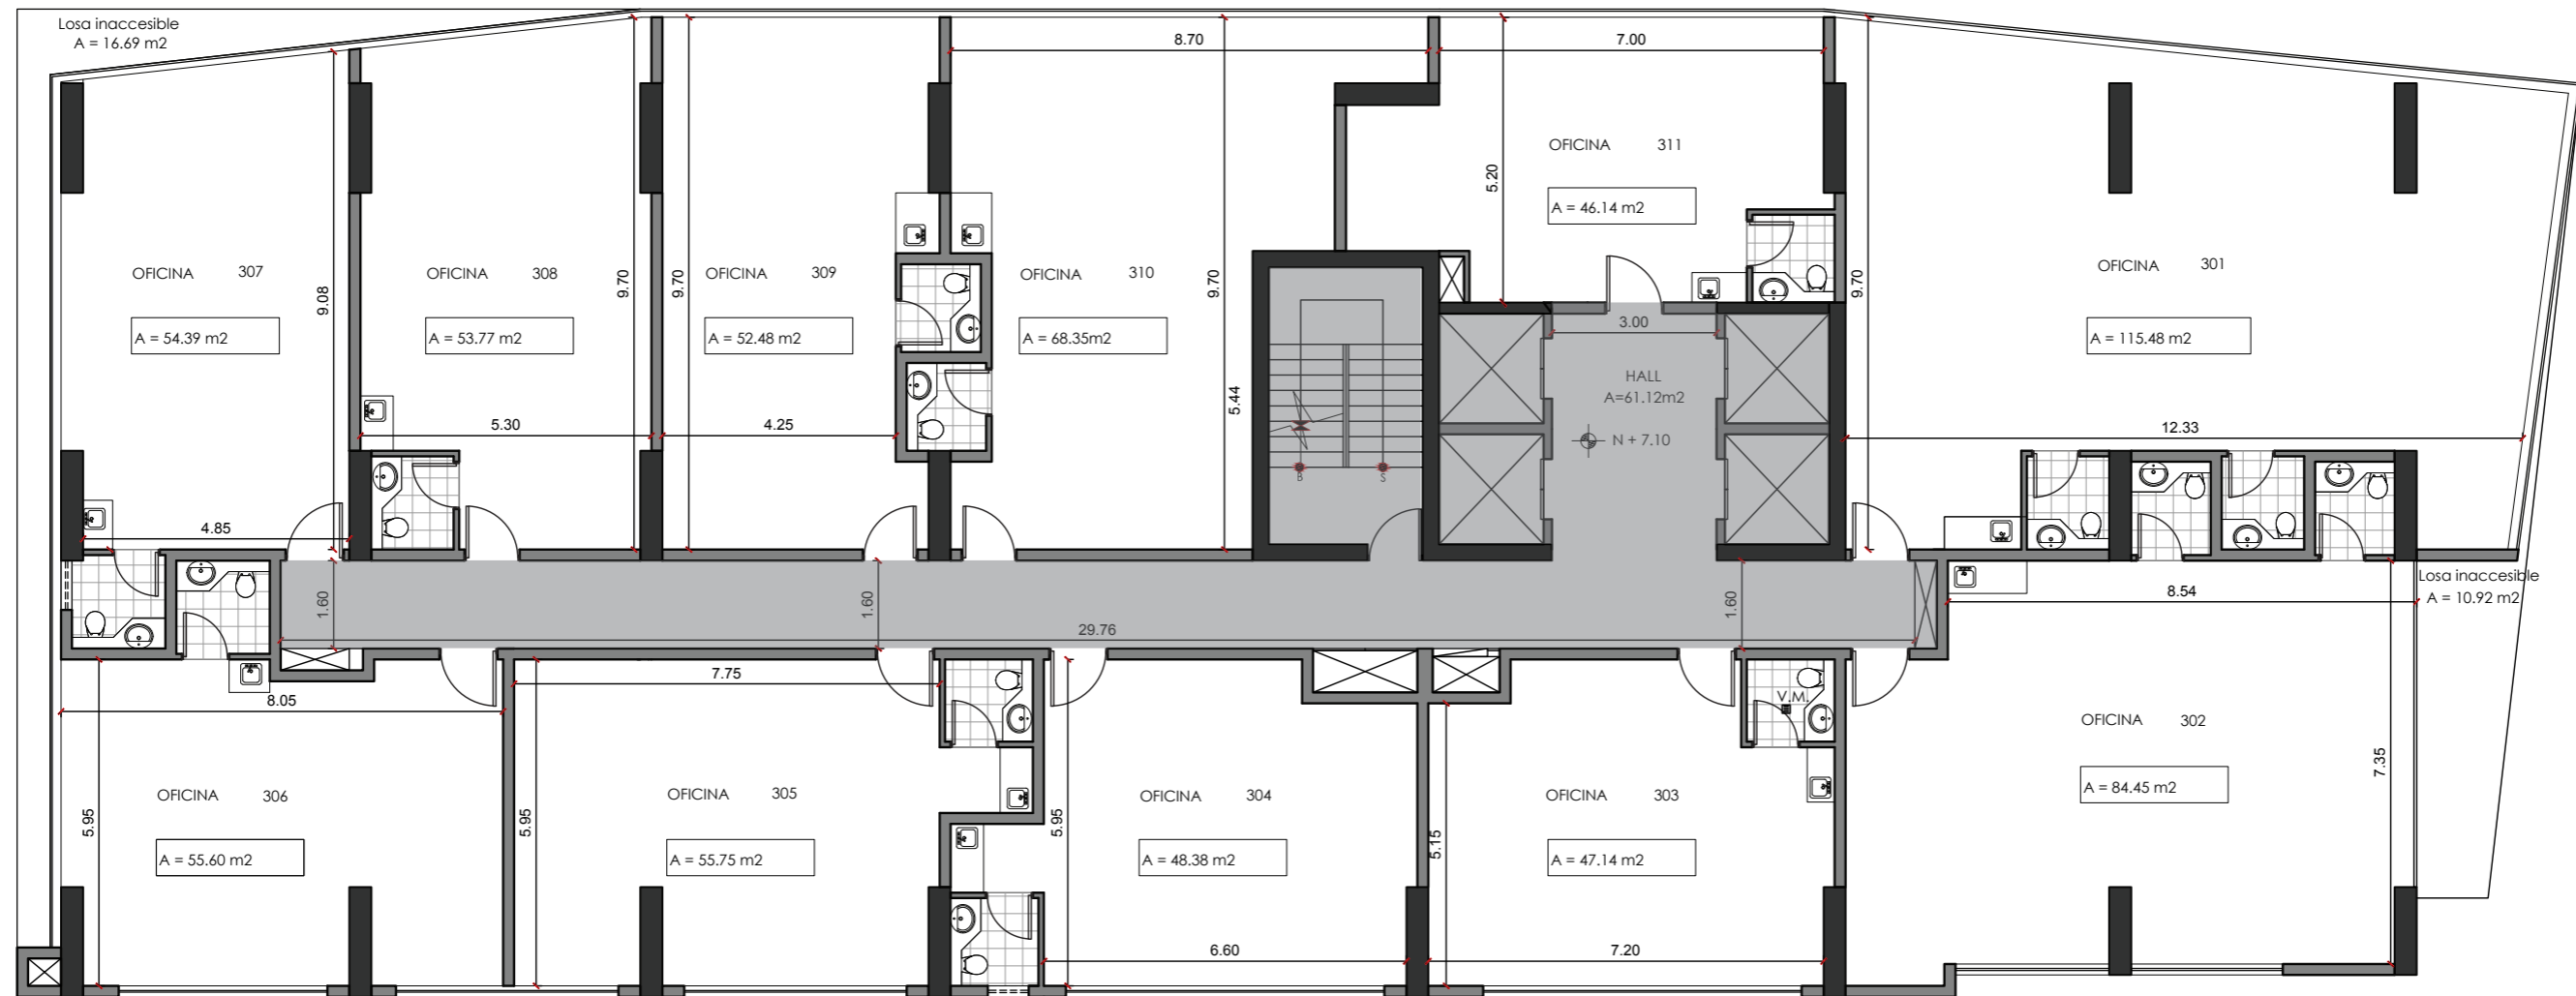 Losa inaccesible
A = 16.69 m2
8.70
7.00
OFICINA 311
5.20
A = 46.14 m2
OFICINA 307
9.08
A = 54.39 m2
OFICINA 308
9.70
A = 53.77 m2
9.70
OFICINA 309
A = 52.48 m2
OFICINA 310
9.70
A = 68.35m2
5.44
3.00
HALL
A=61.12m2
N + 7.10
B
S
9.70
OFICINA 301
A = 115.48 m2
12.33
5.30
4.25
4.85
1.60
1.60
1.60
29.76
8.54
Losa inaccesible
A = 10.92 m2
8.05
7.75
V.M.
OFICINA 306
5.95
A = 55.60 m2
OFICINA 305
5.95
A = 55.75 m2
OFICINA 304
5.95
A = 48.38 m2
6.60
OFICINA 303
5.15
A = 47.14 m2
7.20
OFICINA 302
7.35
A = 84.45 m2